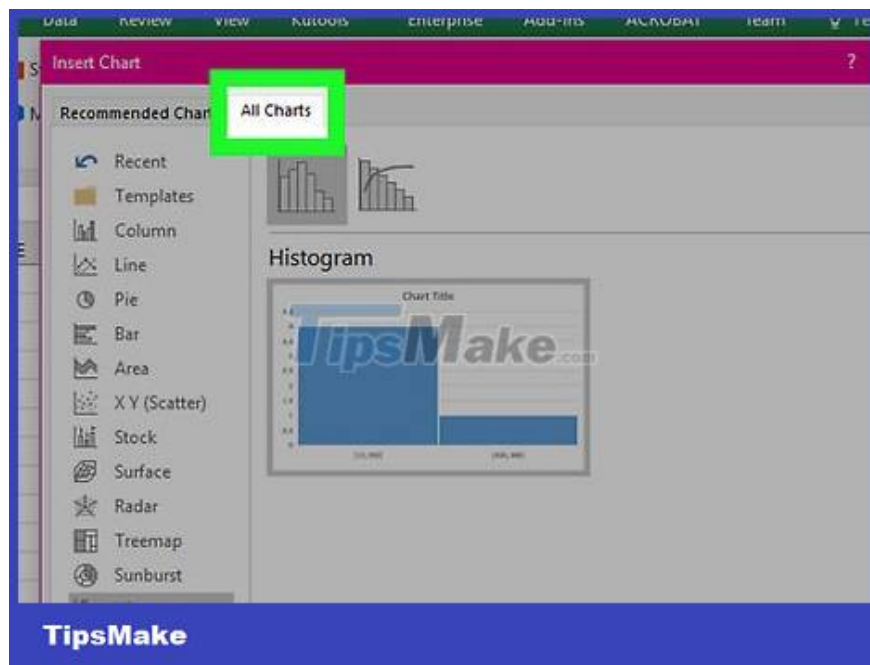 Data Review View Kutools Enterprise Add-ins ACROBAT Team
Insert Chart ?
Recommended Char All Charts
Recent
Templates
Column
Line
Pie
Bar
Area
X Y (Scatter)
Stock
Surface
Radar
Treemap
Sunburst
Histogram
Chart Title
TipsMake.com
TipsMake